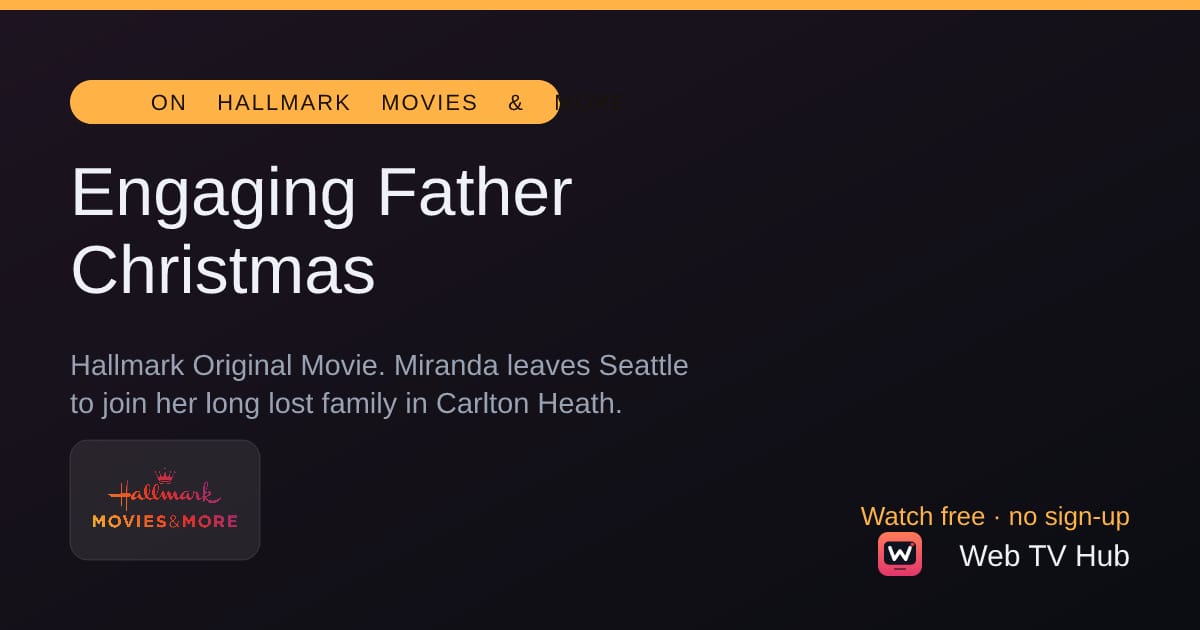 ON HALLMARK MOVIES & MORE
Engaging Father
Christmas
Hallmark Original Movie. Miranda leaves Seattle
to join her long lost family in Carlton Heath.
Hallmark
MOVIES&MORE
Watch free · no sign-up
W
Web TV Hub